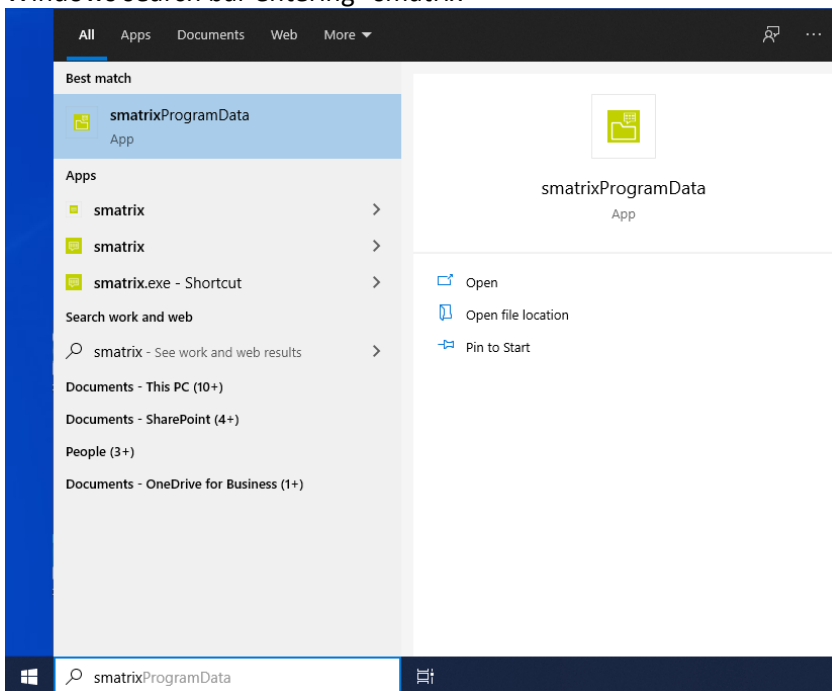 All Apps Documents Web More
Best match
smatrixProgramData
App
Apps
smatrix
smatrix
smatrix.exe - Shortcut
Search work and web
smatrix - See work and web results
Documents - This PC (10+)
Documents - SharePoint (4+)
People (3+)
Documents - OneDrive for Business (1+)
smatrixProgramData
App
Open
Open file location
Pin to Start
smatrixProgramData